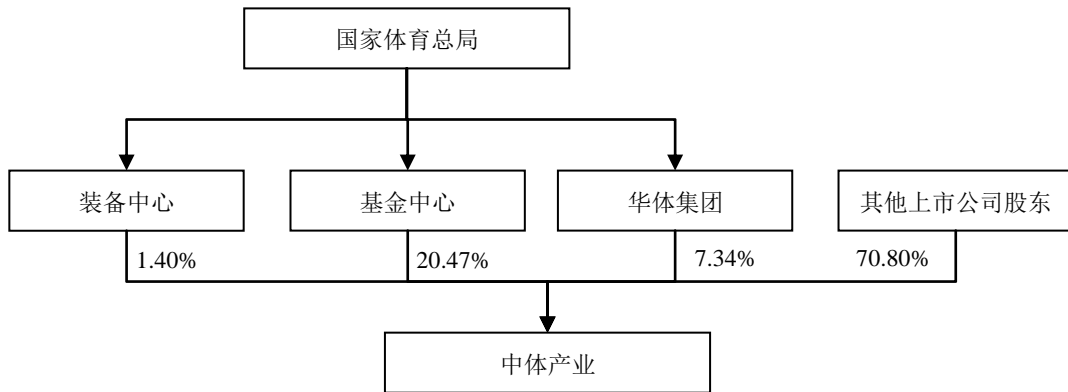 国家体育总局
装备中心
基金中心
华体集团
其他上市公司股东
1.40%
20.47%
7.34%
70.80%
中体产业